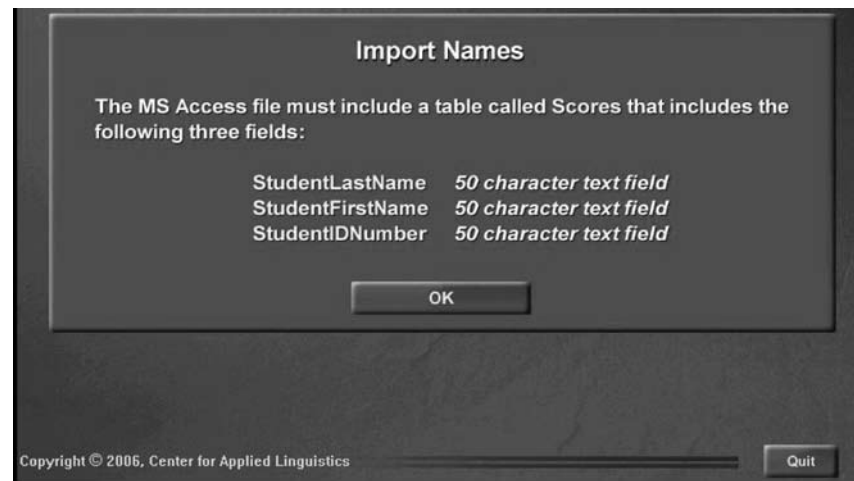 Import Names
The MS Access file must include a table called Scores that includes the
following three fields:
StudentLastName 50 character text field
StudentFirstName 50 character text field
StudentIDNumber 50 character text field
OK
Copyright © 2006, Center for Applied Linguistics
Quit